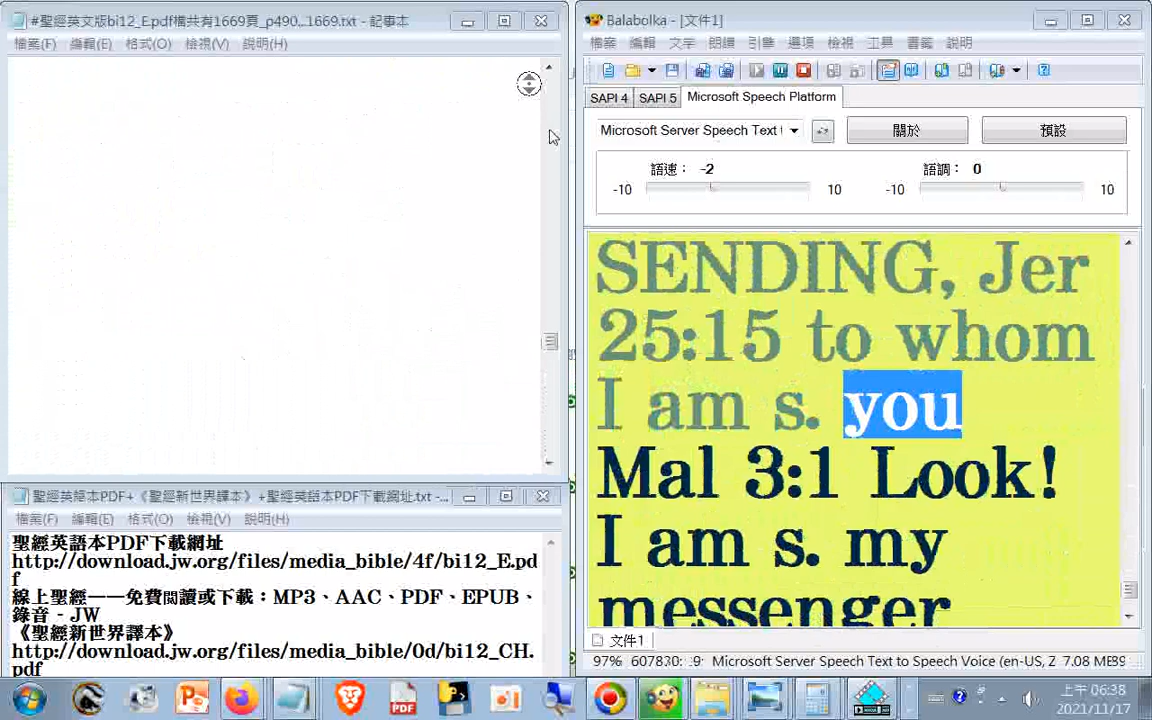 #聖經英文版bi12_E.pdf檔共有1669頁_p490,..1669.txt - 記事本
檔案(F) 編輯(E) 格式(O) 檢視(V) 說明(H)
聖經英語本PDF+《聖經新世界譯本》+聖經英語本PDF下載網址.txt -...
檔案(F) 編輯(E) 格式(O) 檢視(V) 說明(H)
聖經英語本PDF下載網址
http://download.jw.org/files/media_bible/4f/bi12_E.pd
f
線上聖經──免費閱讀或下載：MP3、AAC、PDF、EPUB、
錄音 - JW
《聖經新世界譯本》
http://download.jw.org/files/media_bible/0d/bi12_CH.
pdf
Balabolka - [文件1]
檔案 編輯 文字 朗讀 引擎 選項 檢視 工具 書籤 說明
SAPI 4 SAPI 5 Microsoft Speech Platform
Microsoft Server Speech Text 關於 預設
語速： -2 語調： 0
-10 10 -10 10
SENDING, Jer
25:15 to whom
I am s. you
Mal 3:1 Look!
I am s. my
messenger
文件1
97% Microsoft Server Speech Text to Speech Voice (en-US, Z 7.08 MB
上午 06:38
2021/11/17